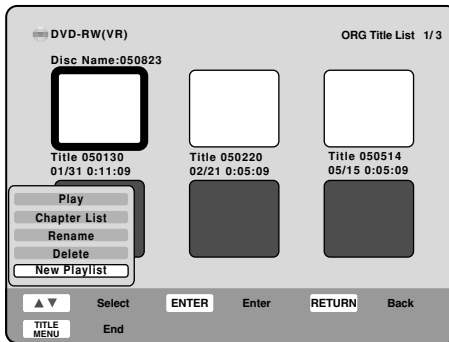 DVD-RW(VR) ORG Title List 1/3
Disc Name:050823
Title 050130 Title 050220 Title 050514
01/31 0:11:09 02/21 0:05:09 05/15 0:05:09
Play
Chapter List
Rename
Delete
New Playlist
▲▼ Select ENTER Enter RETURN Back
TITLE MENU End